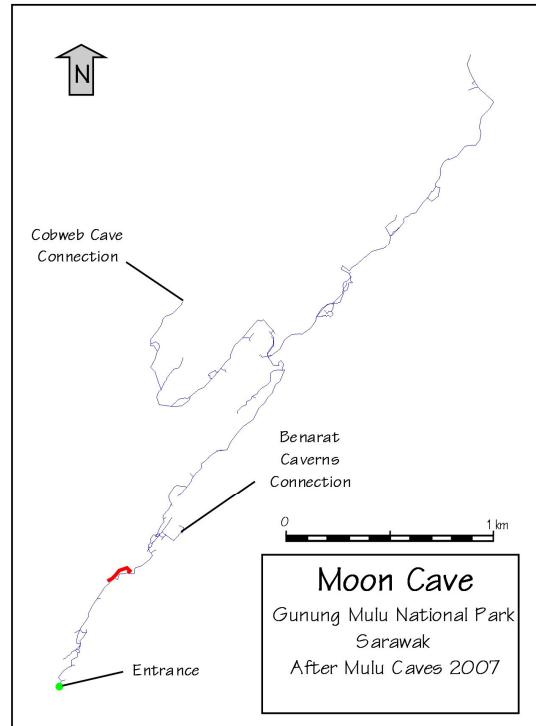 N
Cobweb Cave
Connection
Benarat
Caverns
Connection
0
1 km
Moon Cave
Gunung Mulu National Park
Sarawak
After Mulu Caves 2007
Entrance